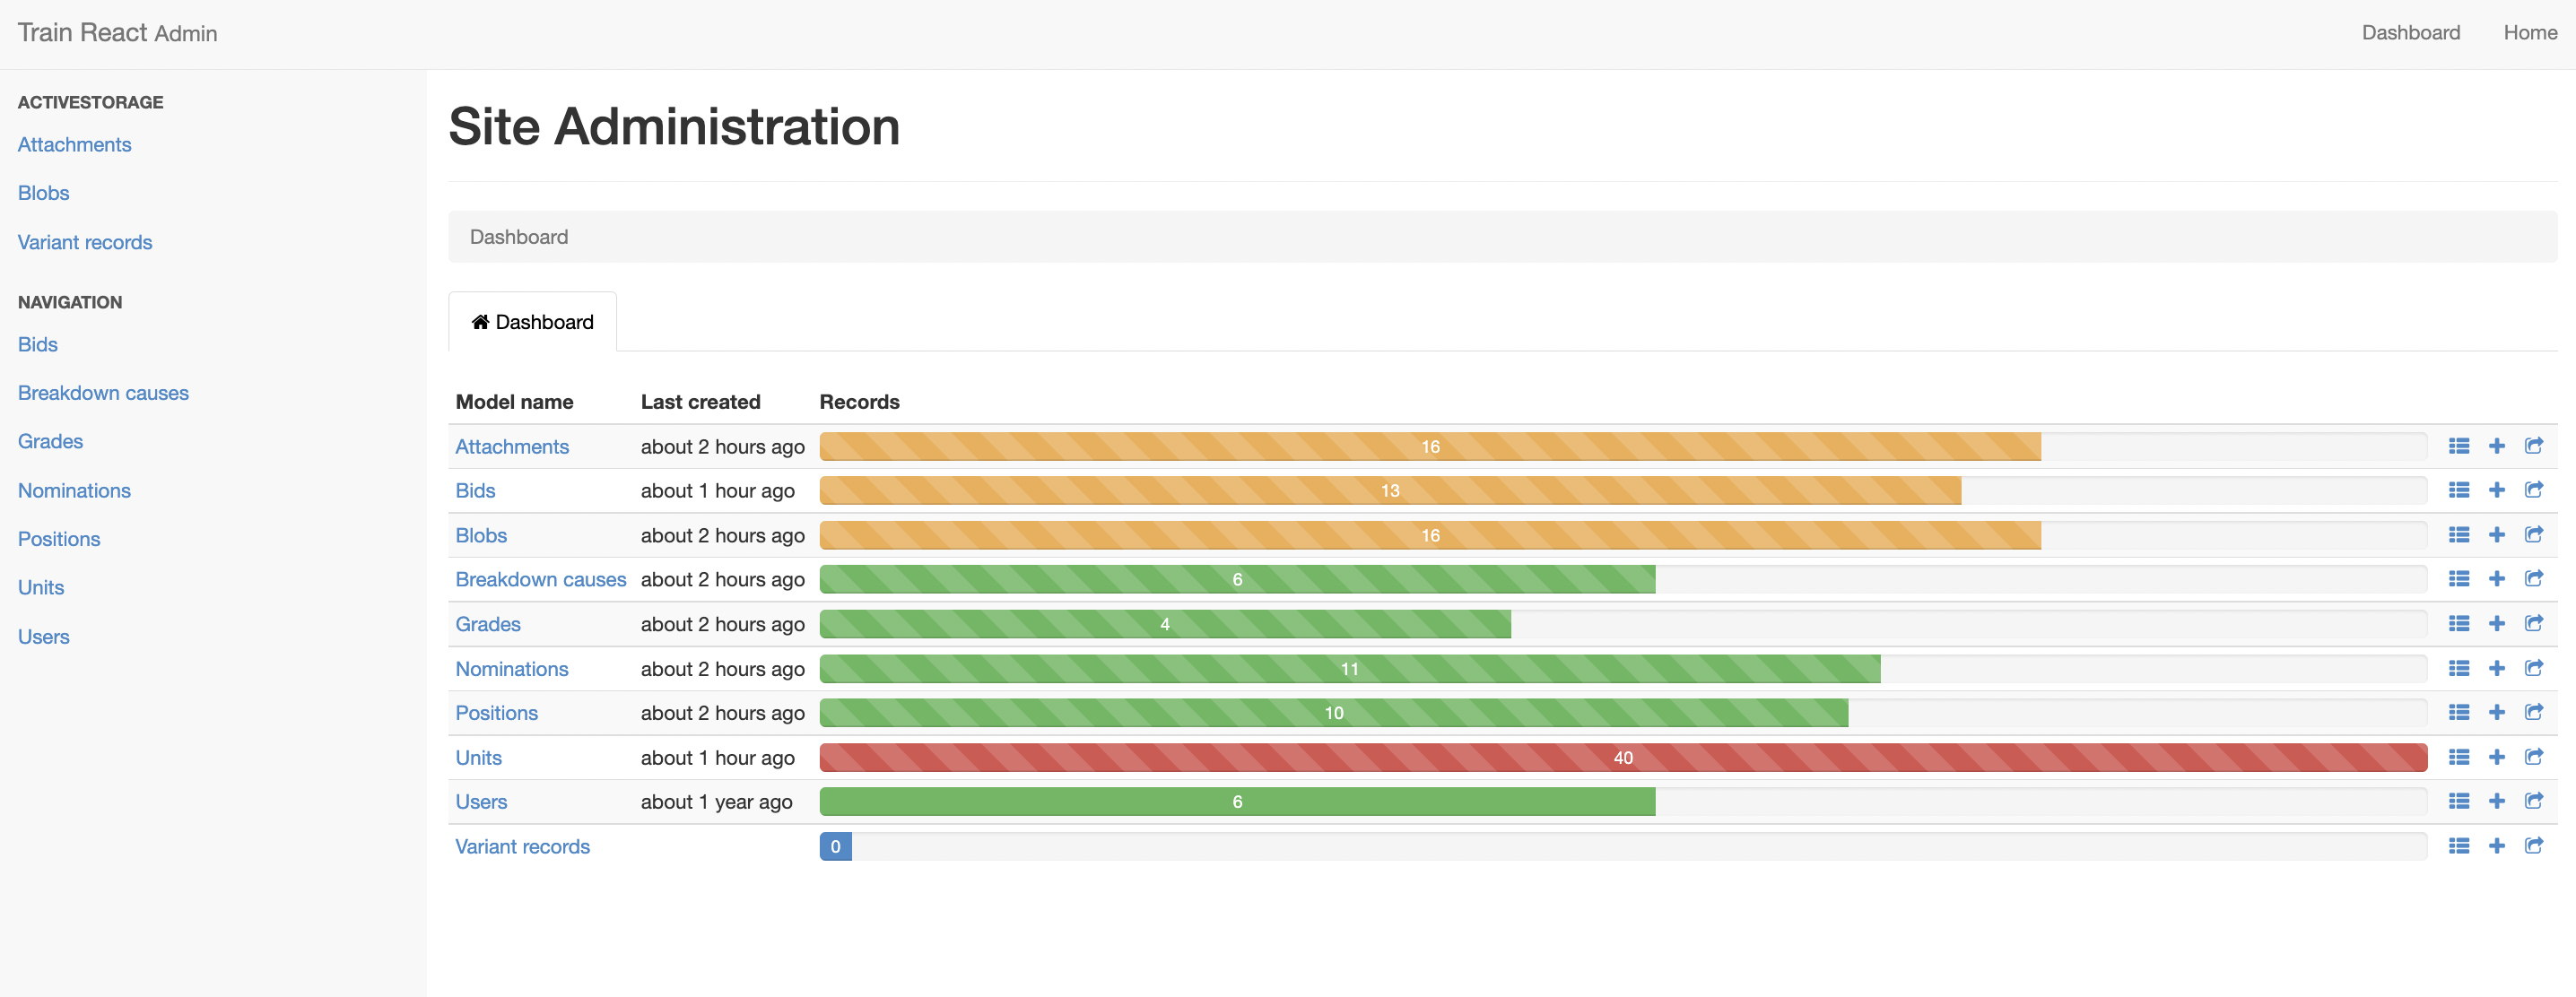 Train React Admin
Dashboard Home
ACTIVESTORAGE
Attachments
Blobs
Variant records
NAVIGATION
Bids
Breakdown causes
Grades
Nominations
Positions
Units
Users
Site Administration
Dashboard
Dashboard
Model name Last created Records
Attachments about 2 hours ago 16
Bids about 1 hour ago 13
Blobs about 2 hours ago 16
Breakdown causes about 2 hours ago 6
Grades about 2 hours ago 4
Nominations about 2 hours ago 11
Positions about 2 hours ago 10
Units about 1 hour ago 40
Users about 1 year ago 6
Variant records 0